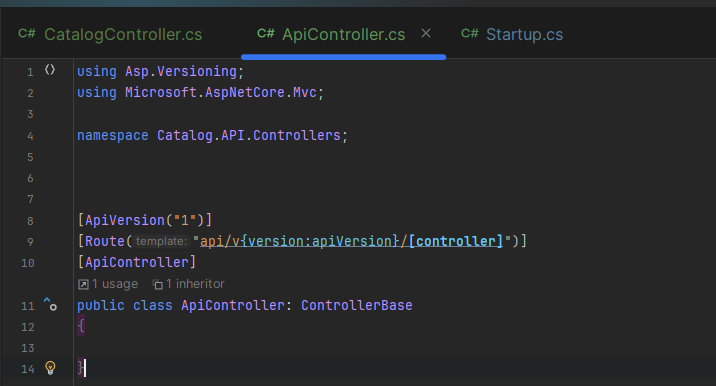 C# CatalogController.cs C# ApiController.cs × C# Startup.cs
1 using Asp.Versioning;
2 using Microsoft.AspNetCore.Mvc;
3
4 namespace Catalog.API.Controllers;
5
6
7
8 [ApiVersion("1")]
9 [Route( template: "api/v{version:apiVersion}/[controller]")]
10 [ApiController]
1 usage 1 inheritor
11 public class ApiController: ControllerBase
12 {
13
14 }